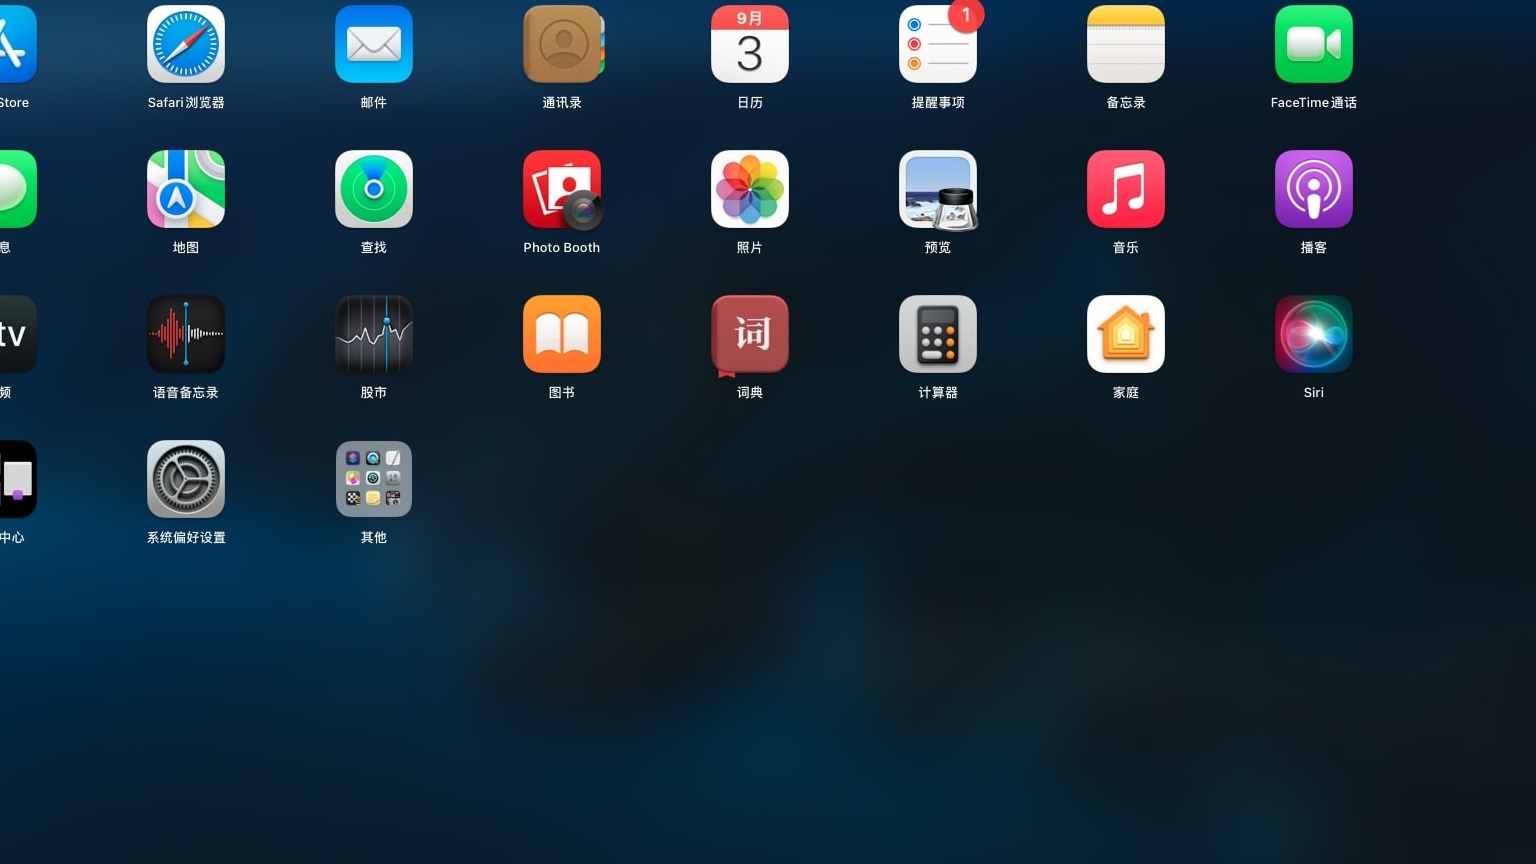 9月
3
1
Store
Safari浏览器
邮件
通讯录
日历
提醒事项
备忘录
FaceTime通话
息
地图
查找
Photo Booth
照片
预览
音乐
播客
tv
词
频
语音备忘录
股市
图书
词典
计算器
家庭
Siri
中心
系统偏好设置
其他